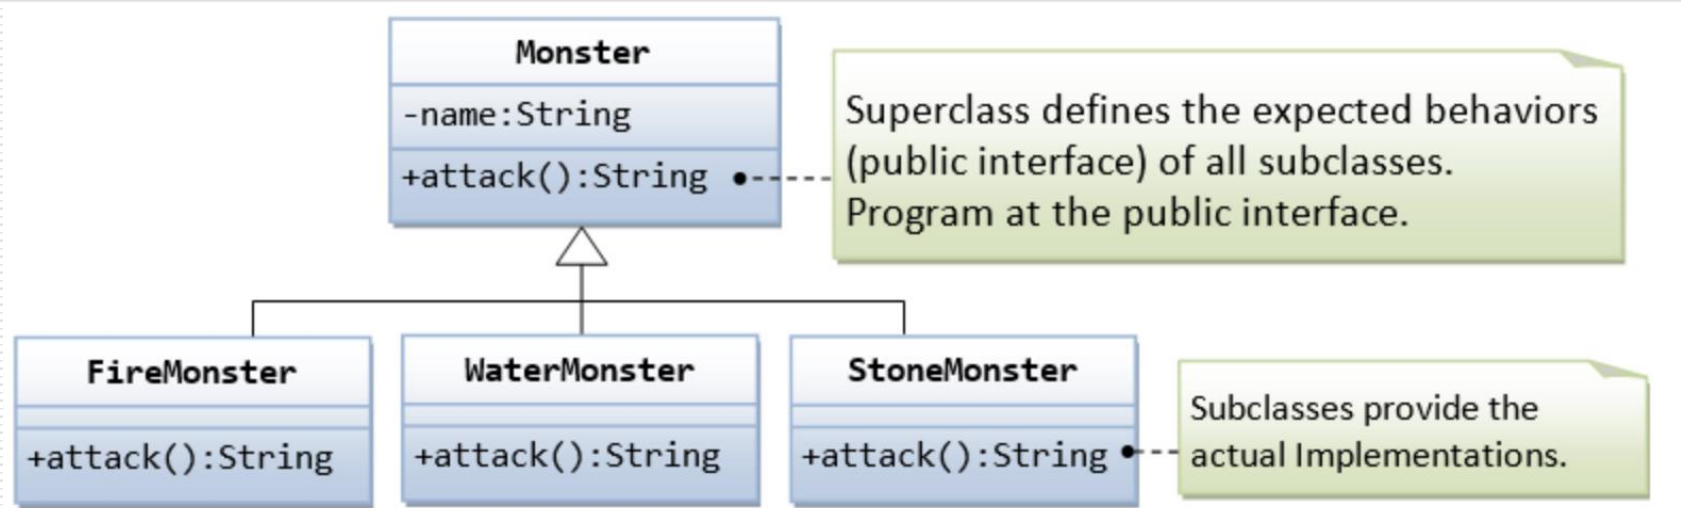 Monster
-name:String
+attack():String
Superclass defines the expected behaviors
(public interface) of all subclasses.
Program at the public interface.
FireMonster
+attack():String
WaterMonster
+attack():String
StoneMonster
+attack():String
Subclasses provide the
actual Implementations.